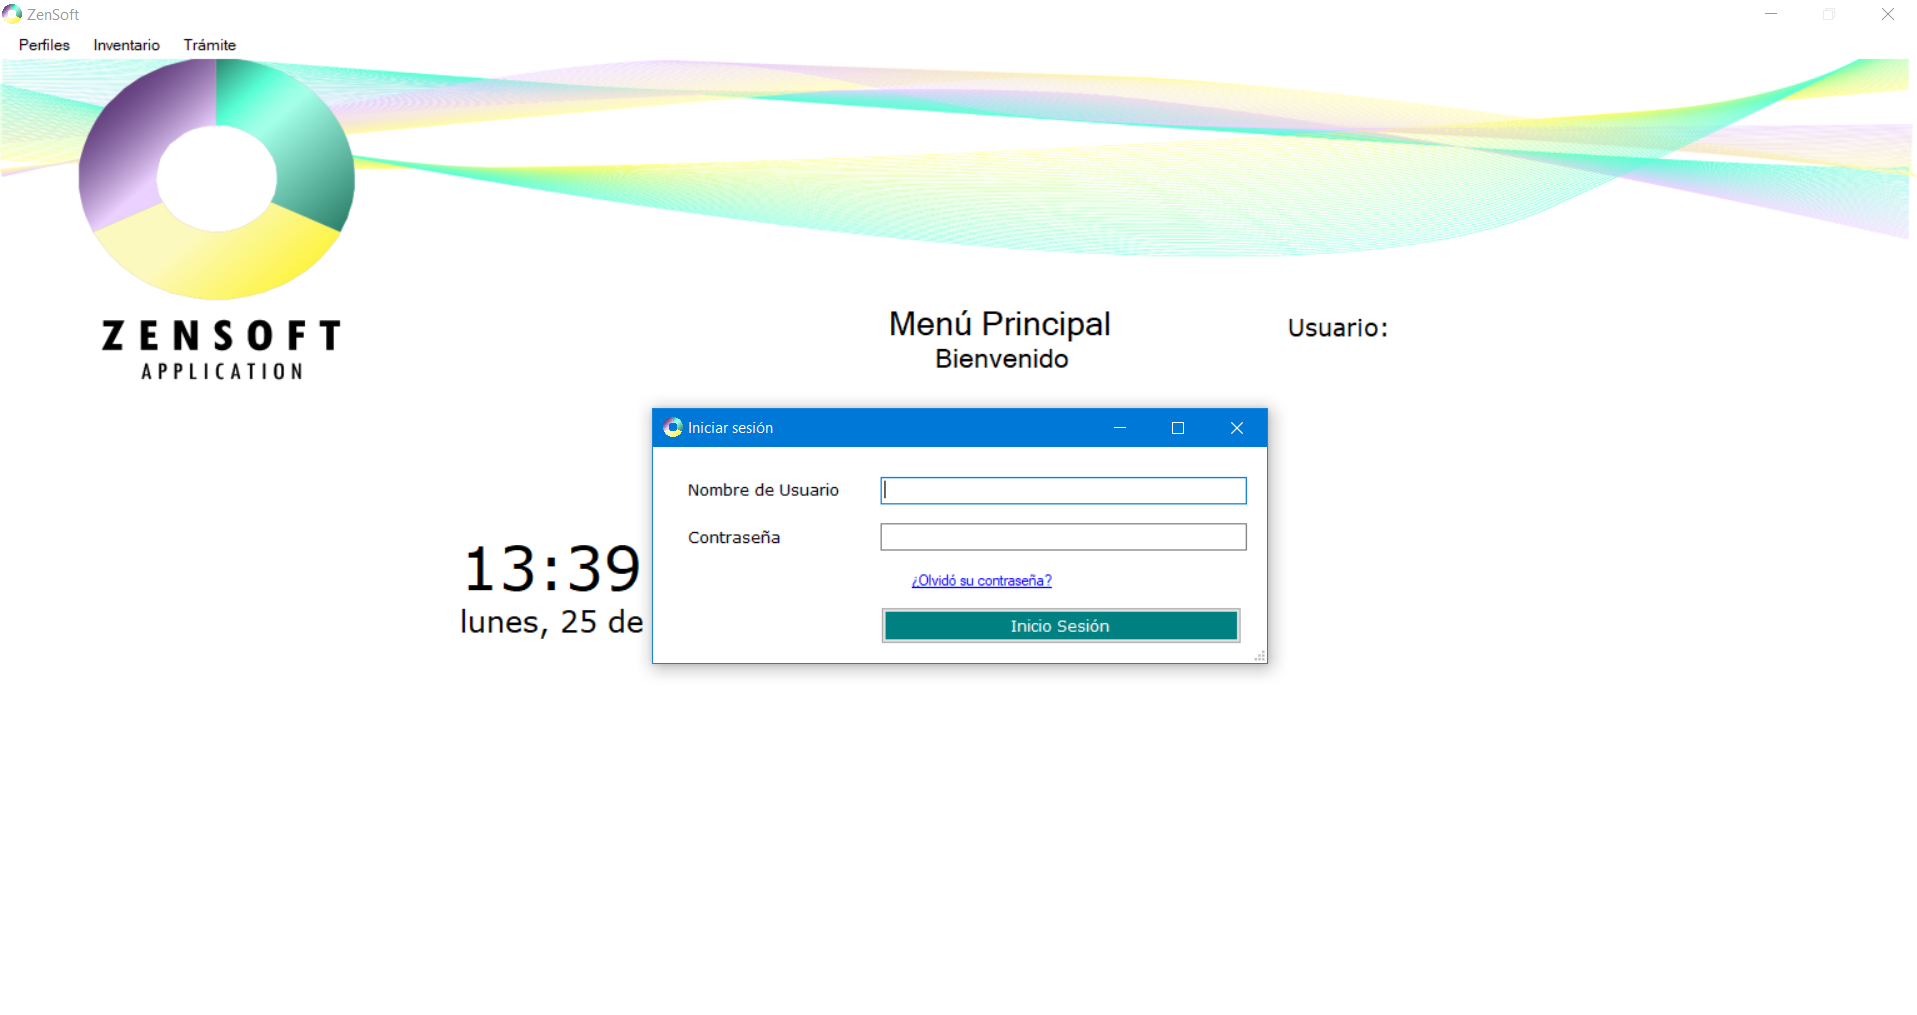 ZenSoft
Perfiles Inventario Trámite
ZENSOFT
APPLICATION
Menú Principal
Bienvenido
Usuario:
Iniciar sesión
Nombre de Usuario
Contraseña
¿Olvidó su contraseña?
Inicio Sesión
13:39
lunes, 25 de